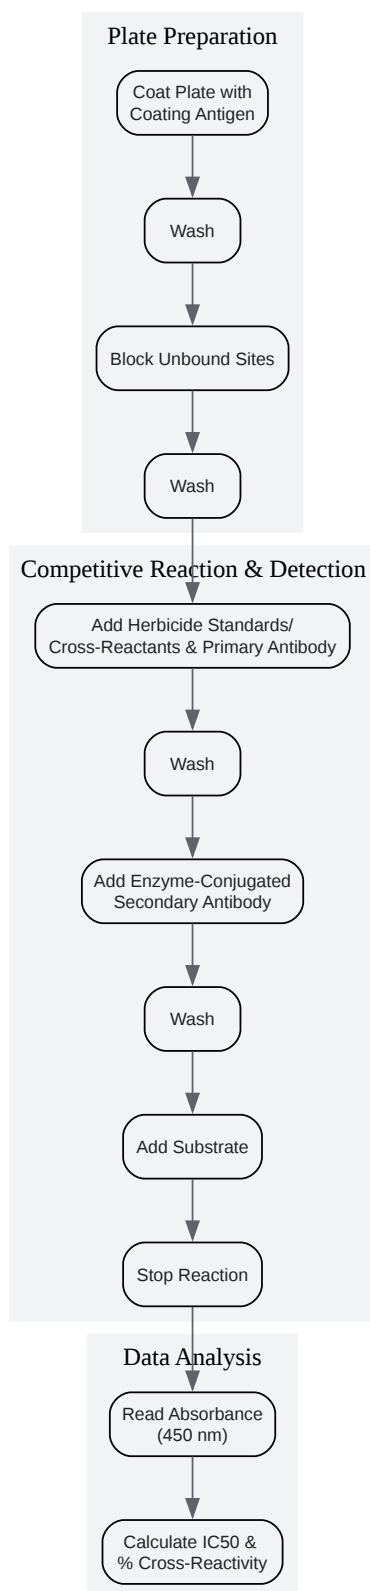 Plate Preparation
Coat Plate with
Coating Antigen
Wash
Block Unbound Sites
Wash
Competitive Reaction & Detection
Add Herbicide Standards/
Cross-Reactants & Primary Antibody
Wash
Add Enzyme-Conjugated
Secondary Antibody
Wash
Add Substrate
Stop Reaction
Data Analysis
Read Absorbance
(450 nm)
Calculate IC50 &
% Cross-Reactivity